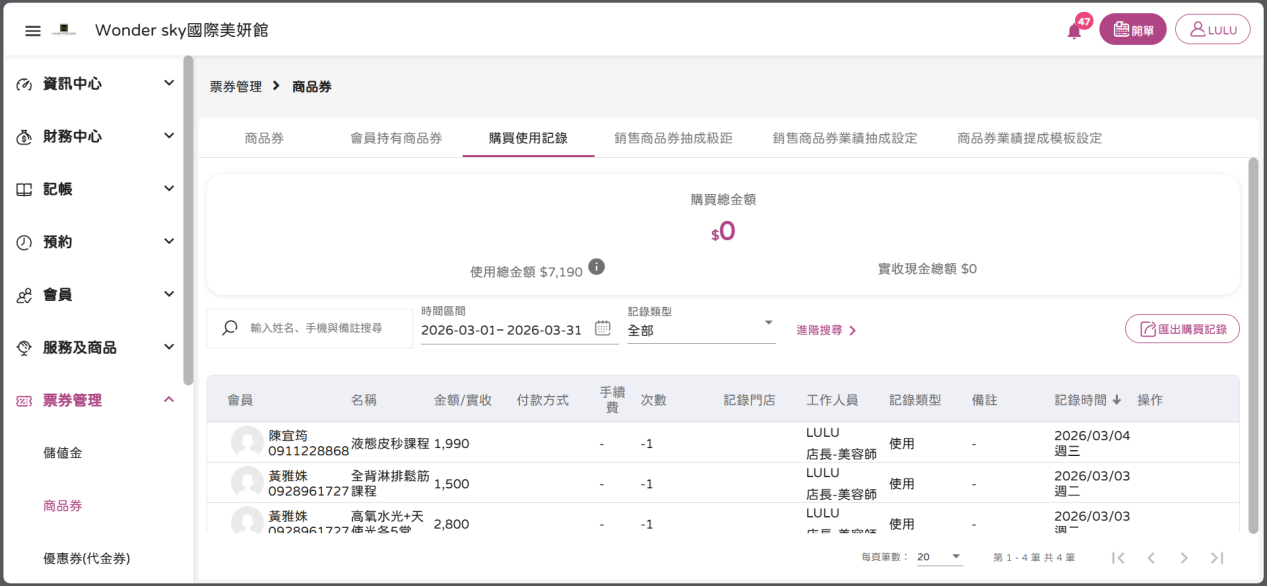 Wonder sky國際美妍館
47
開單
LULU
資訊中心
財務中心
記帳
預約
會員
服務及商品
票券管理
儲值金
商品券
優惠券(代金券)
票券管理 > 商品券
商品券 會員持有商品券 購買使用記錄 銷售商品券抽成級距 銷售商品券業績抽成設定 商品券業績提成模板設定
購買總金額
$0
使用總金額 $7,190
實收現金總額 $0
輸入姓名、手機與備註搜尋
時間區間
2026-03-01 – 2026-03-31
記錄類型
全部
進階搜尋
匯出購買記錄
會員 名稱 金額/實收 付款方式 手續費 次數 記錄門店 工作人員 記錄類型 備註 記錄時間 操作
陳宜筠
0911228868
液態皮秒課程 1,990 - -1
LULU
店長-美容師
使用 -
2026/03/04
週三
黃雅姝
0928961727
全背淋排鬆筋
課程
1,500 - -1
LULU
店長-美容師
使用 -
2026/03/03
週二
黃雅姝
0928961727
高氧水光+天
使光各5堂
2,800 - -1
LULU
店長-美容師
使用 -
2026/03/03
週二
每頁筆數： 20 第 1 - 4 筆 共 4 筆